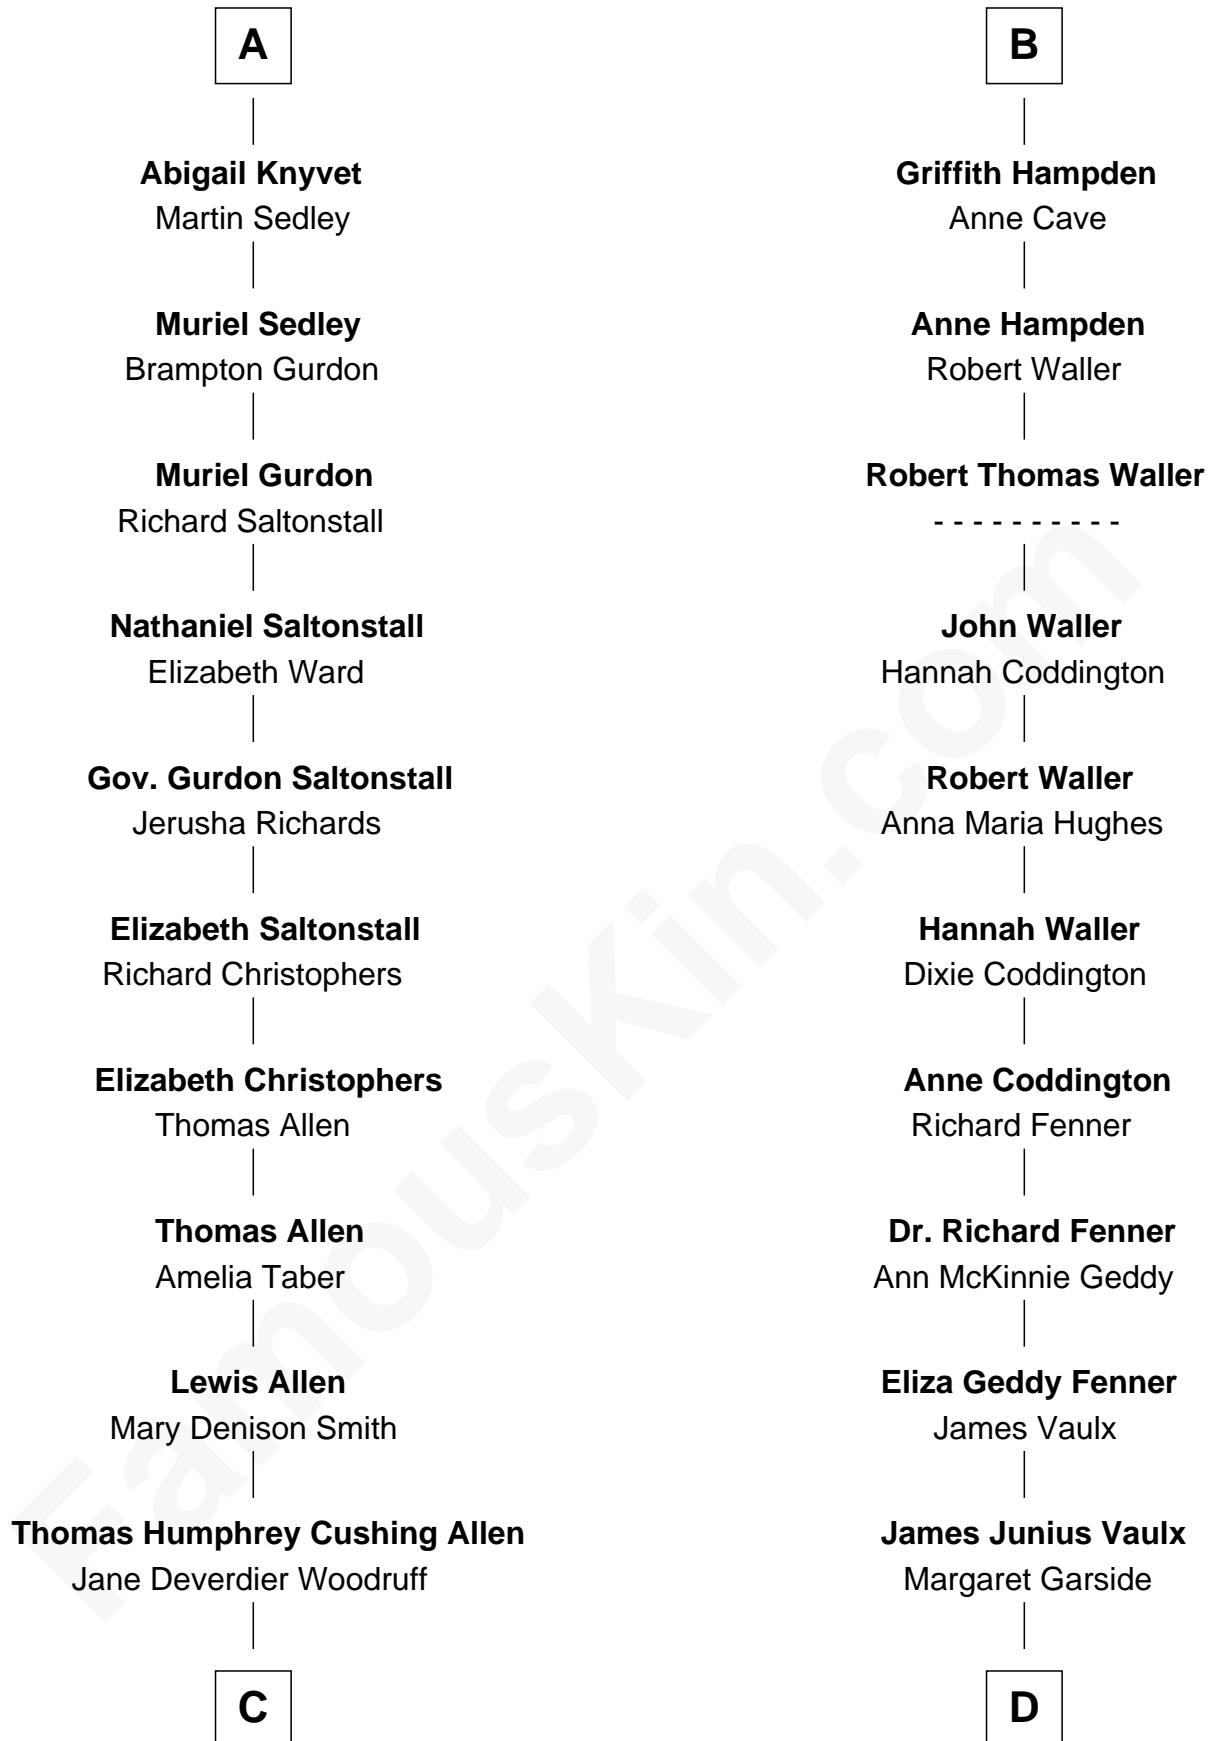 A
Abigail Knyvet
Martin Sedley
Muriel Sedley
Brampton Gurdon
Muriel Gurdon
Richard Saltonstall
Nathaniel Saltonstall
Elizabeth Ward
Gov. Gurdon Saltonstall
Jerusha Richards
Elizabeth Saltonstall
Richard Christophers
Elizabeth Christophers
Thomas Allen
Thomas Allen
Amelia Taber
Lewis Allen
Mary Denison Smith
Thomas Humphrey Cushing Allen
Jane Deverdier Woodruff
C
B
Griffith Hampden
Anne Cave
Anne Hampden
Robert Waller
Robert Thomas Waller
- - - - - - - - - -
John Waller
Hannah Coddington
Robert Waller
Anna Maria Hughes
Hannah Waller
Dixie Coddington
Anne Coddington
Richard Fenner
Dr. Richard Fenner
Ann McKinnie Geddy
Eliza Geddy Fenner
James Vaulx
James Junius Vaulx
Margaret Garside
D
FamousKin.com